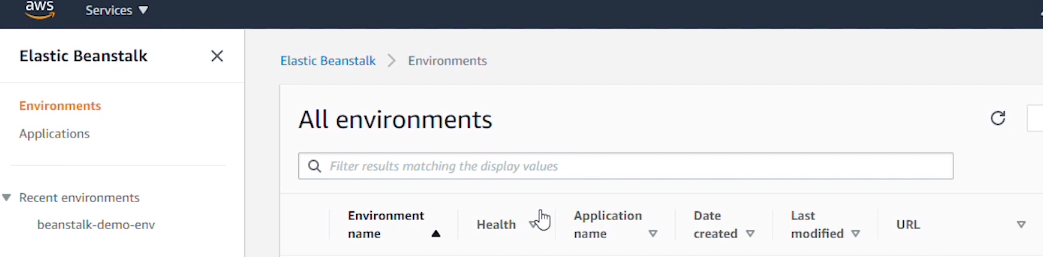 aws
Services
Elastic Beanstalk
Environments
Applications
Recent environments
beanstalk-demo-env
Elastic Beanstalk
Environments
All environments
Filter results matching the display values
Environment
name
Health
Application
name
Date
created
Last
modified
URL